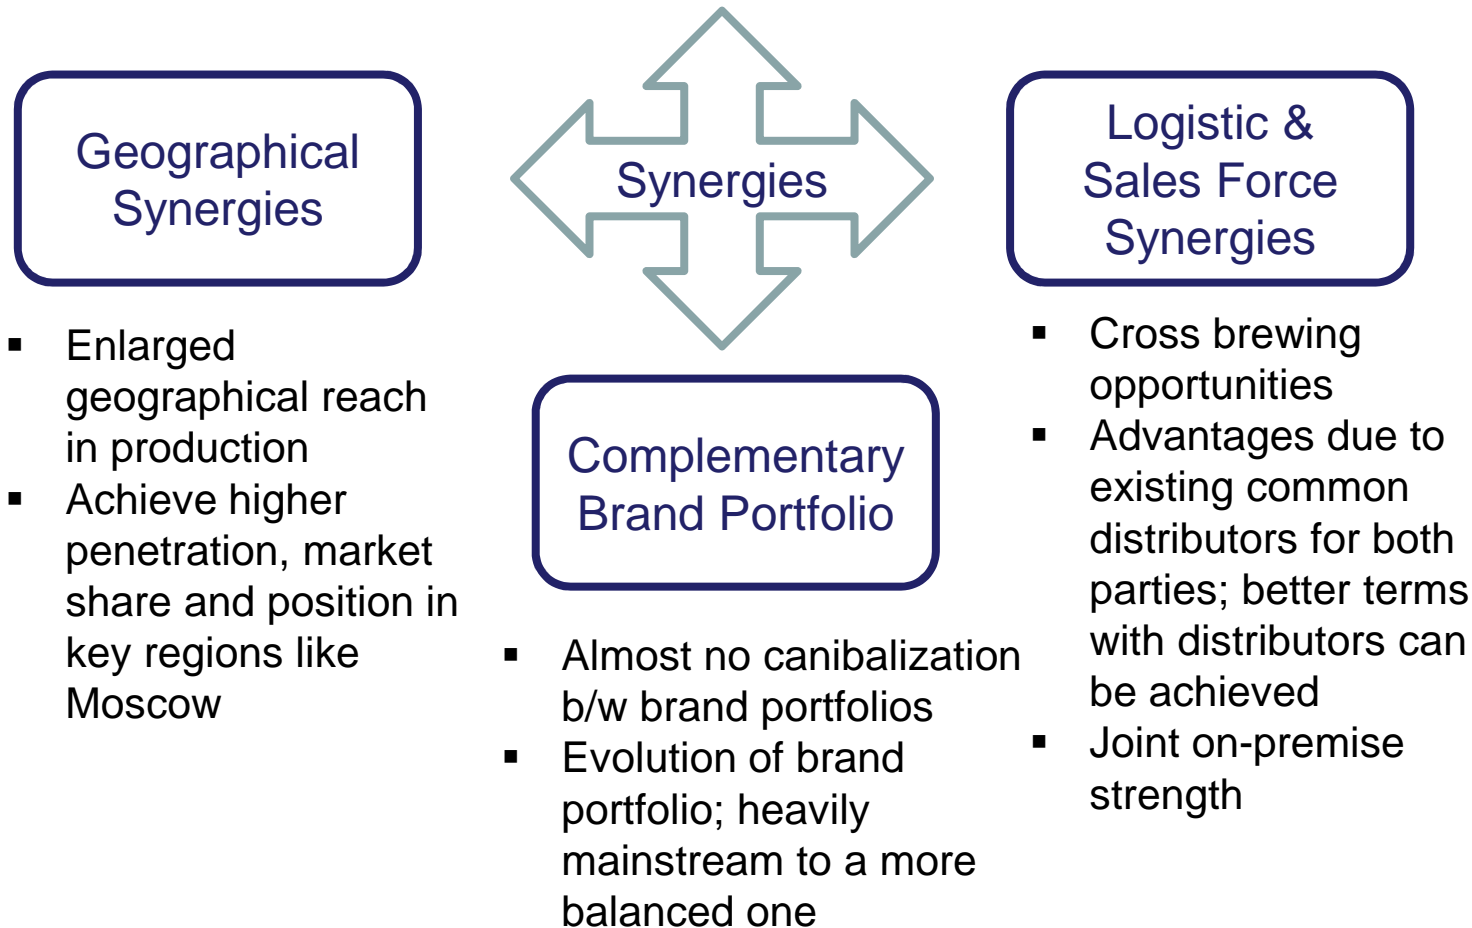 Geographical
Synergies
Synergies
Logistic &
Sales Force
Synergies
▪ Enlarged
geographical reach
in production
▪ Achieve higher
penetration, market
share and position in
key regions like
Moscow
Complementary
Brand Portfolio
▪ Almost no canibalization
b/w brand portfolios
▪ Evolution of brand
portfolio; heavily
mainstream to a more
balanced one
▪ Cross brewing
opportunities
▪ Advantages due to
existing common
distributors for both
parties; better terms
with distributors can
be achieved
▪ Joint on-premise
strength